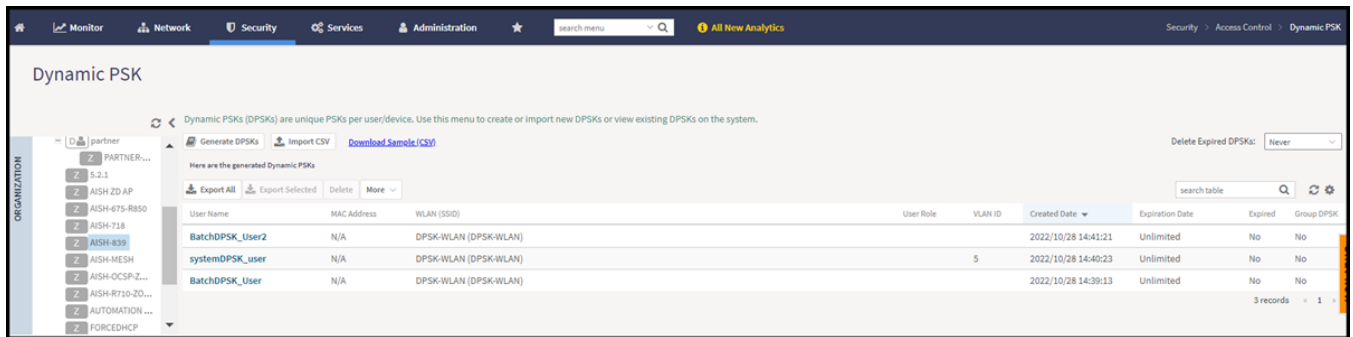 Monitor Network Security Services Administration search menu All New Analytics Security > Access Control > Dynamic PSK
Dynamic PSK
Dynamic PSKs (DPSKs) are unique PSKs per user/device. Use this menu to create or import new DPSKs or view existing DPSKs on the system.
ORGANIZATION
D partner
Z PARTNER-...
Z 5.2.1
Z AISH ZD AP
Z AISH-675-R850
Z AISH-718
Z AISH-839
Z AISH-MESH
Z AISH-OCSP-Z...
Z AISH-R710-ZO...
Z AUTOMATION ...
Z FORCEDHCP
Generate DPSKs Import CSV Download Sample (CSV) Delete Expired DPSKs: Never
Here are the generated Dynamic PSKs
Export All Export Selected Delete More search table
User Name MAC Address WLAN (SSID) User Role VLAN ID Created Date Expiration Date Expired Group DPSK
BatchDPSK_User2 N/A DPSK-WLAN (DPSK-WLAN) 2022/10/28 14:41:21 Unlimited No No
systemDPSK_user N/A DPSK-WLAN (DPSK-WLAN) 5 2022/10/28 14:40:23 Unlimited No No
BatchDPSK_User N/A DPSK-WLAN (DPSK-WLAN) 2022/10/28 14:39:13 Unlimited No No
3 records « 1 »